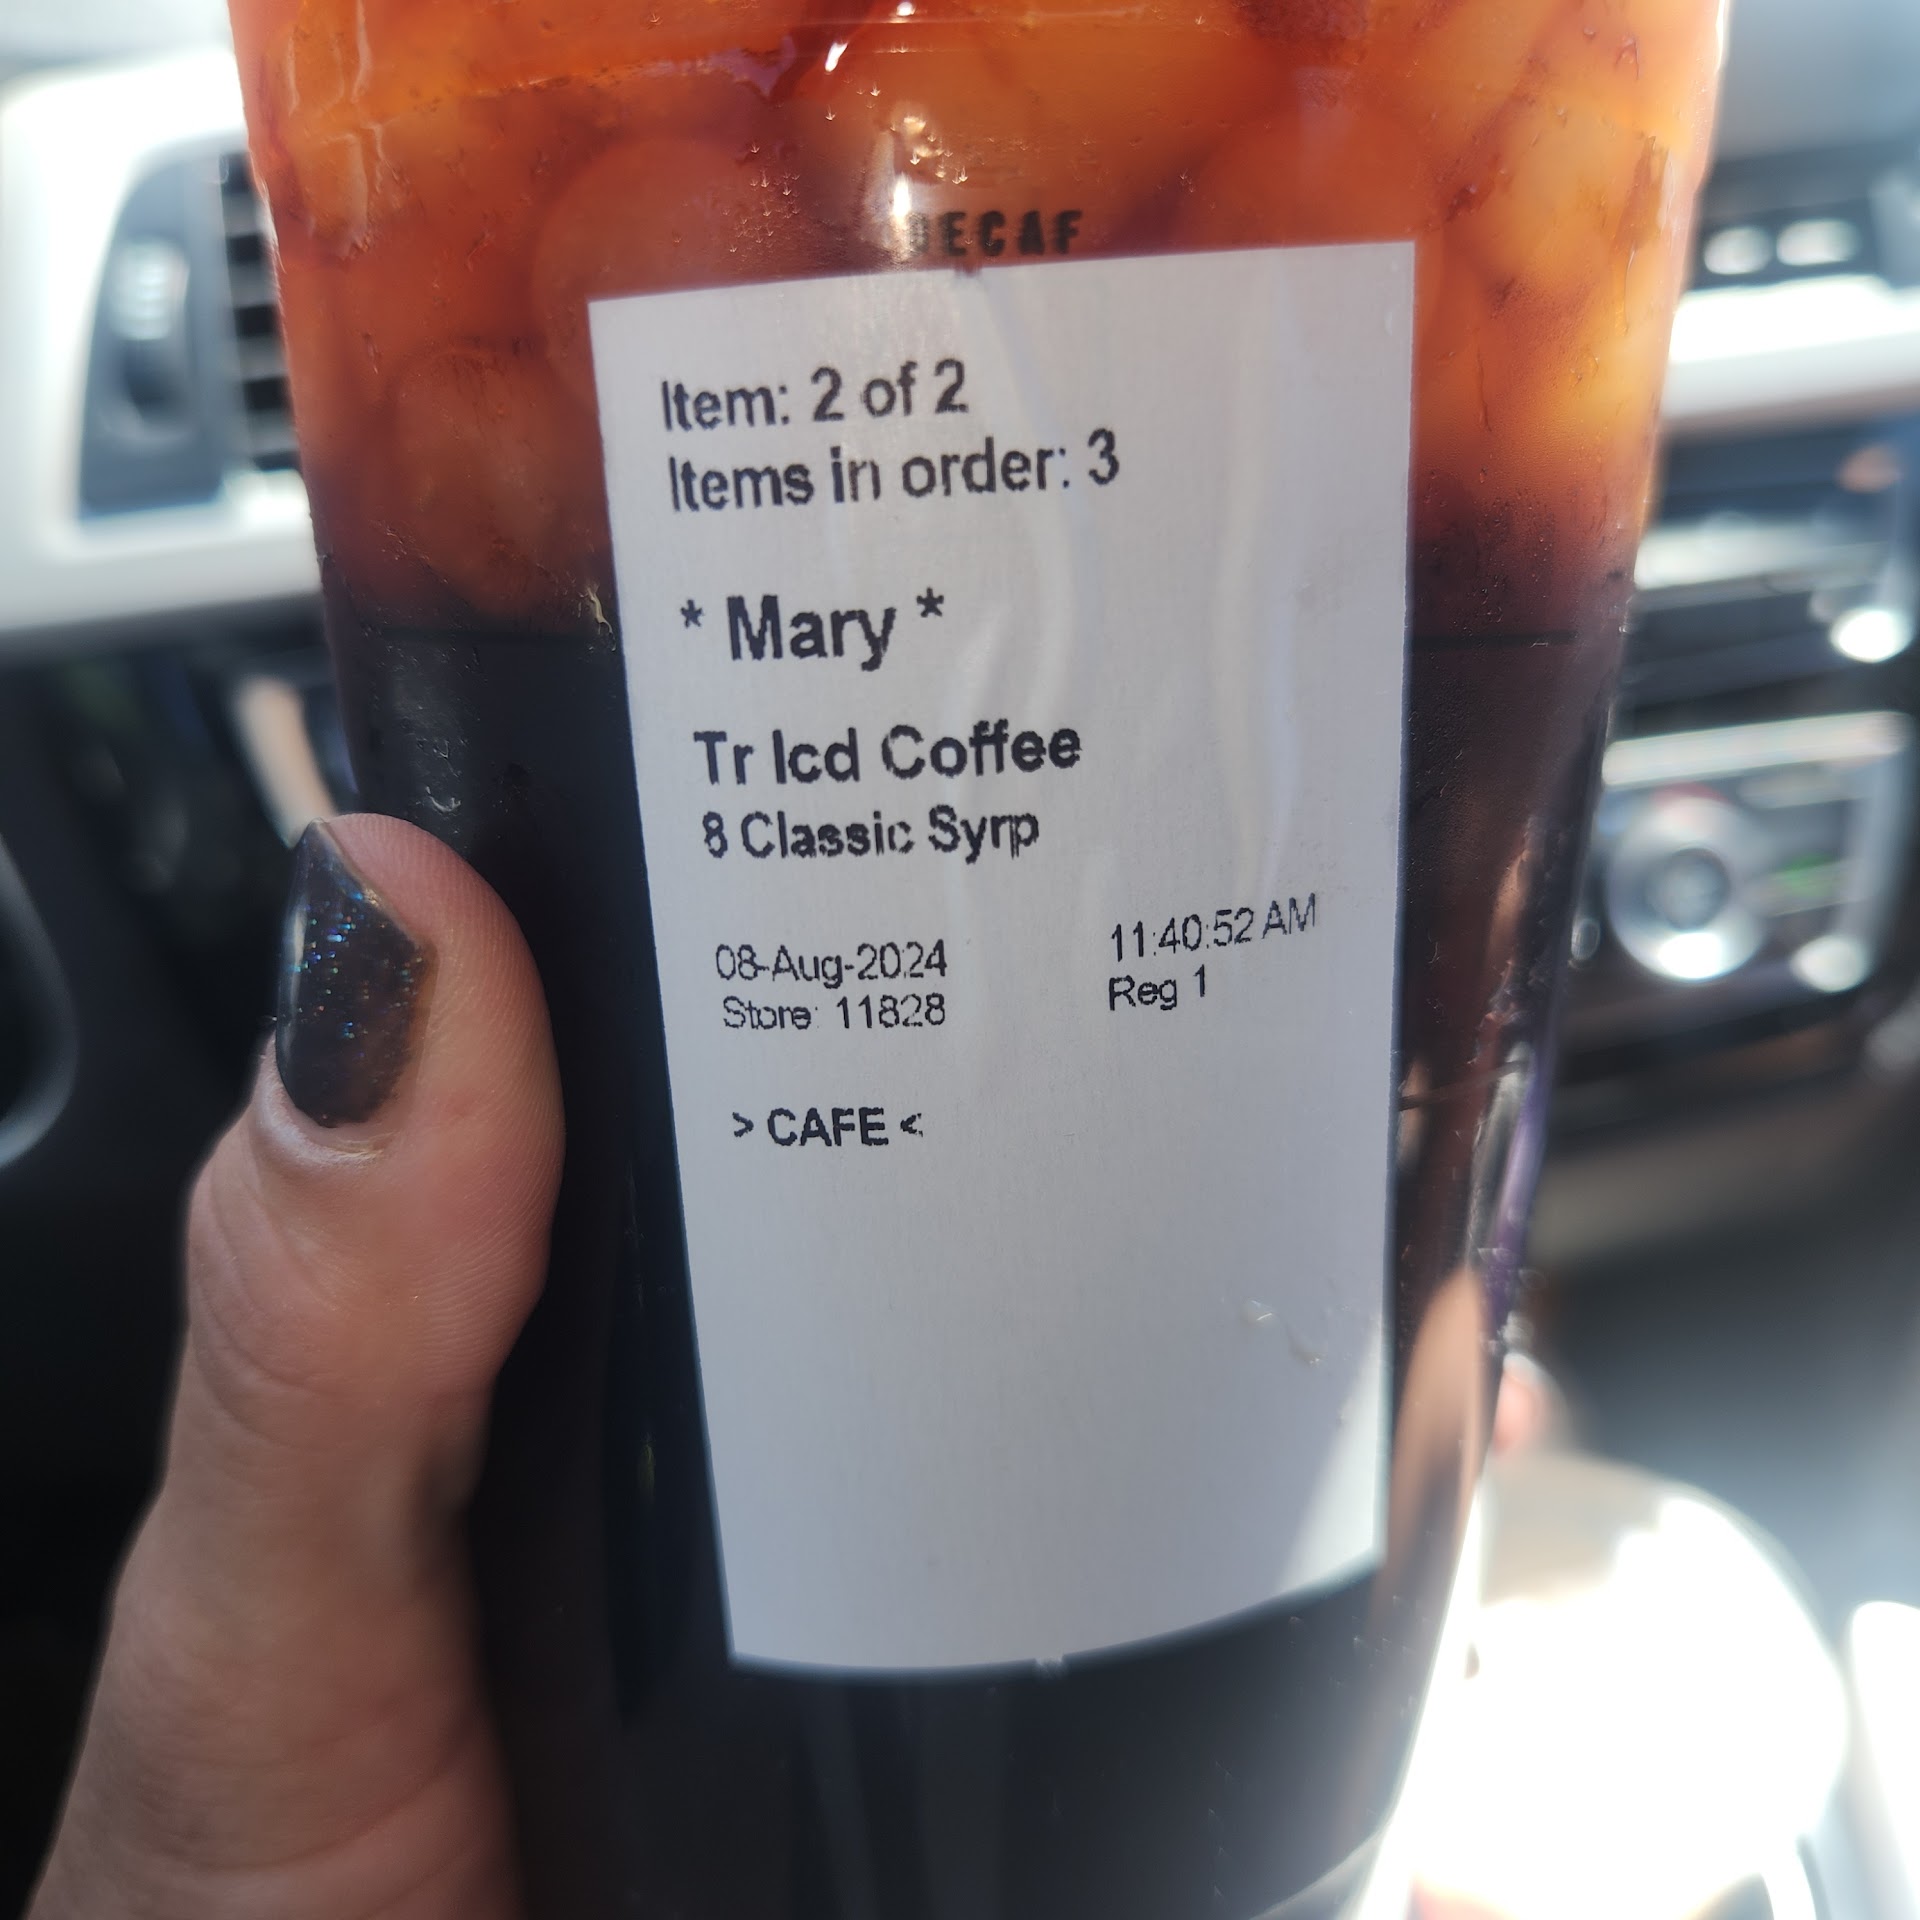 DECAF
Item: 2 of 2
Items in order: 3
* Mary *
Tr Icd Coffee
8 Classic Syrp
08-Aug-2024 11:40:52 AM
Store: 11828 Reg 1
> CAFE <